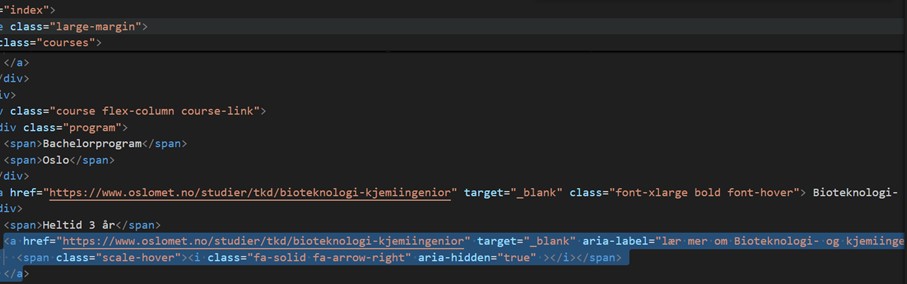 ="index">
e class="large-margin">
class="courses">
</a>
/div>
div>
v class="course flex-column course-link">
div class="program">
<span>Bachelorprogram</span>
<span>Oslo</span>
/div>
a href="https://www.oslomet.no/studier/tkd/bioteknologi-kjemiingenior" target="_blank" class="font-xlarge bold font-hover"> Bioteknologi-
div>
<span>Heltid 3 år</span>
<a href="https://www.oslomet.no/studier/tkd/bioteknologi-kjemiingenior" target="_blank" aria-label="lær mer om Bioteknologi- og kjemiinge
<span class="scale-hover"><i class="fa-solid fa-arrow-right" aria-hidden="true" ></i></span>
</a>